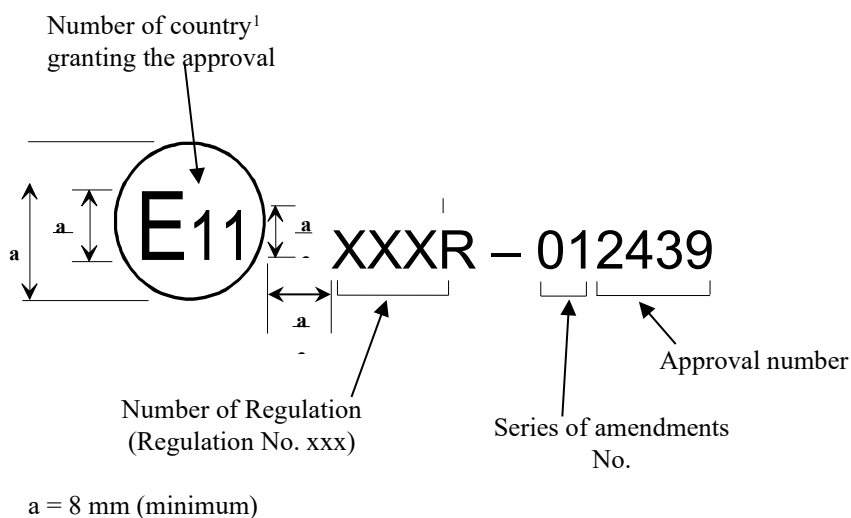 Number of country1
granting the approval
a
a
E11
a
XXXR – 012439
a
Approval number
Number of Regulation
(Regulation No. xxx)
Series of amendments
No.
a = 8 mm (minimum)